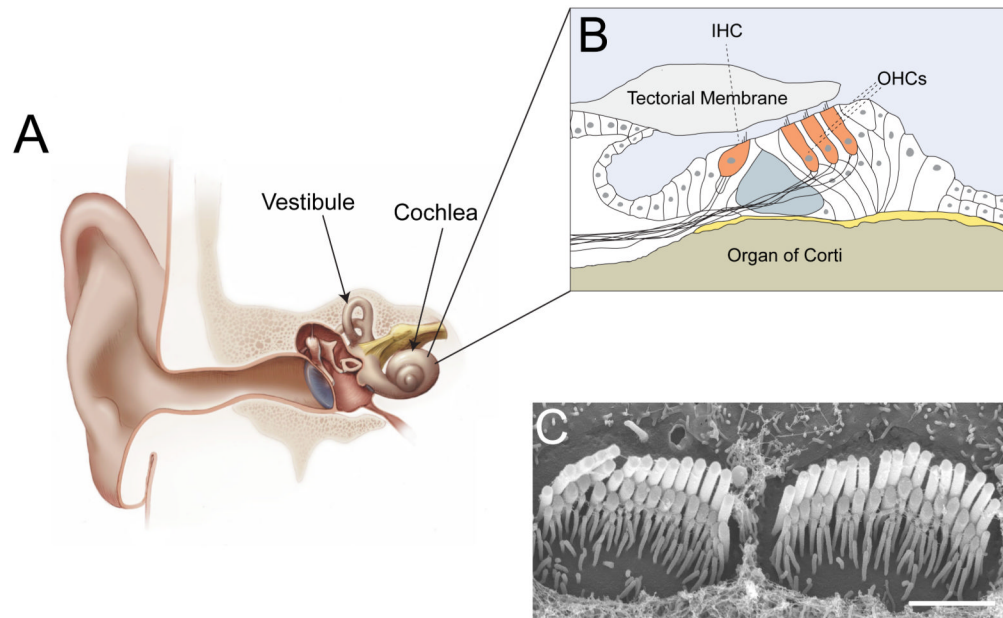 A
Vestibule
Cochlea
B
IHC
OHCs
Tectorial Membrane
Organ of Corti
C